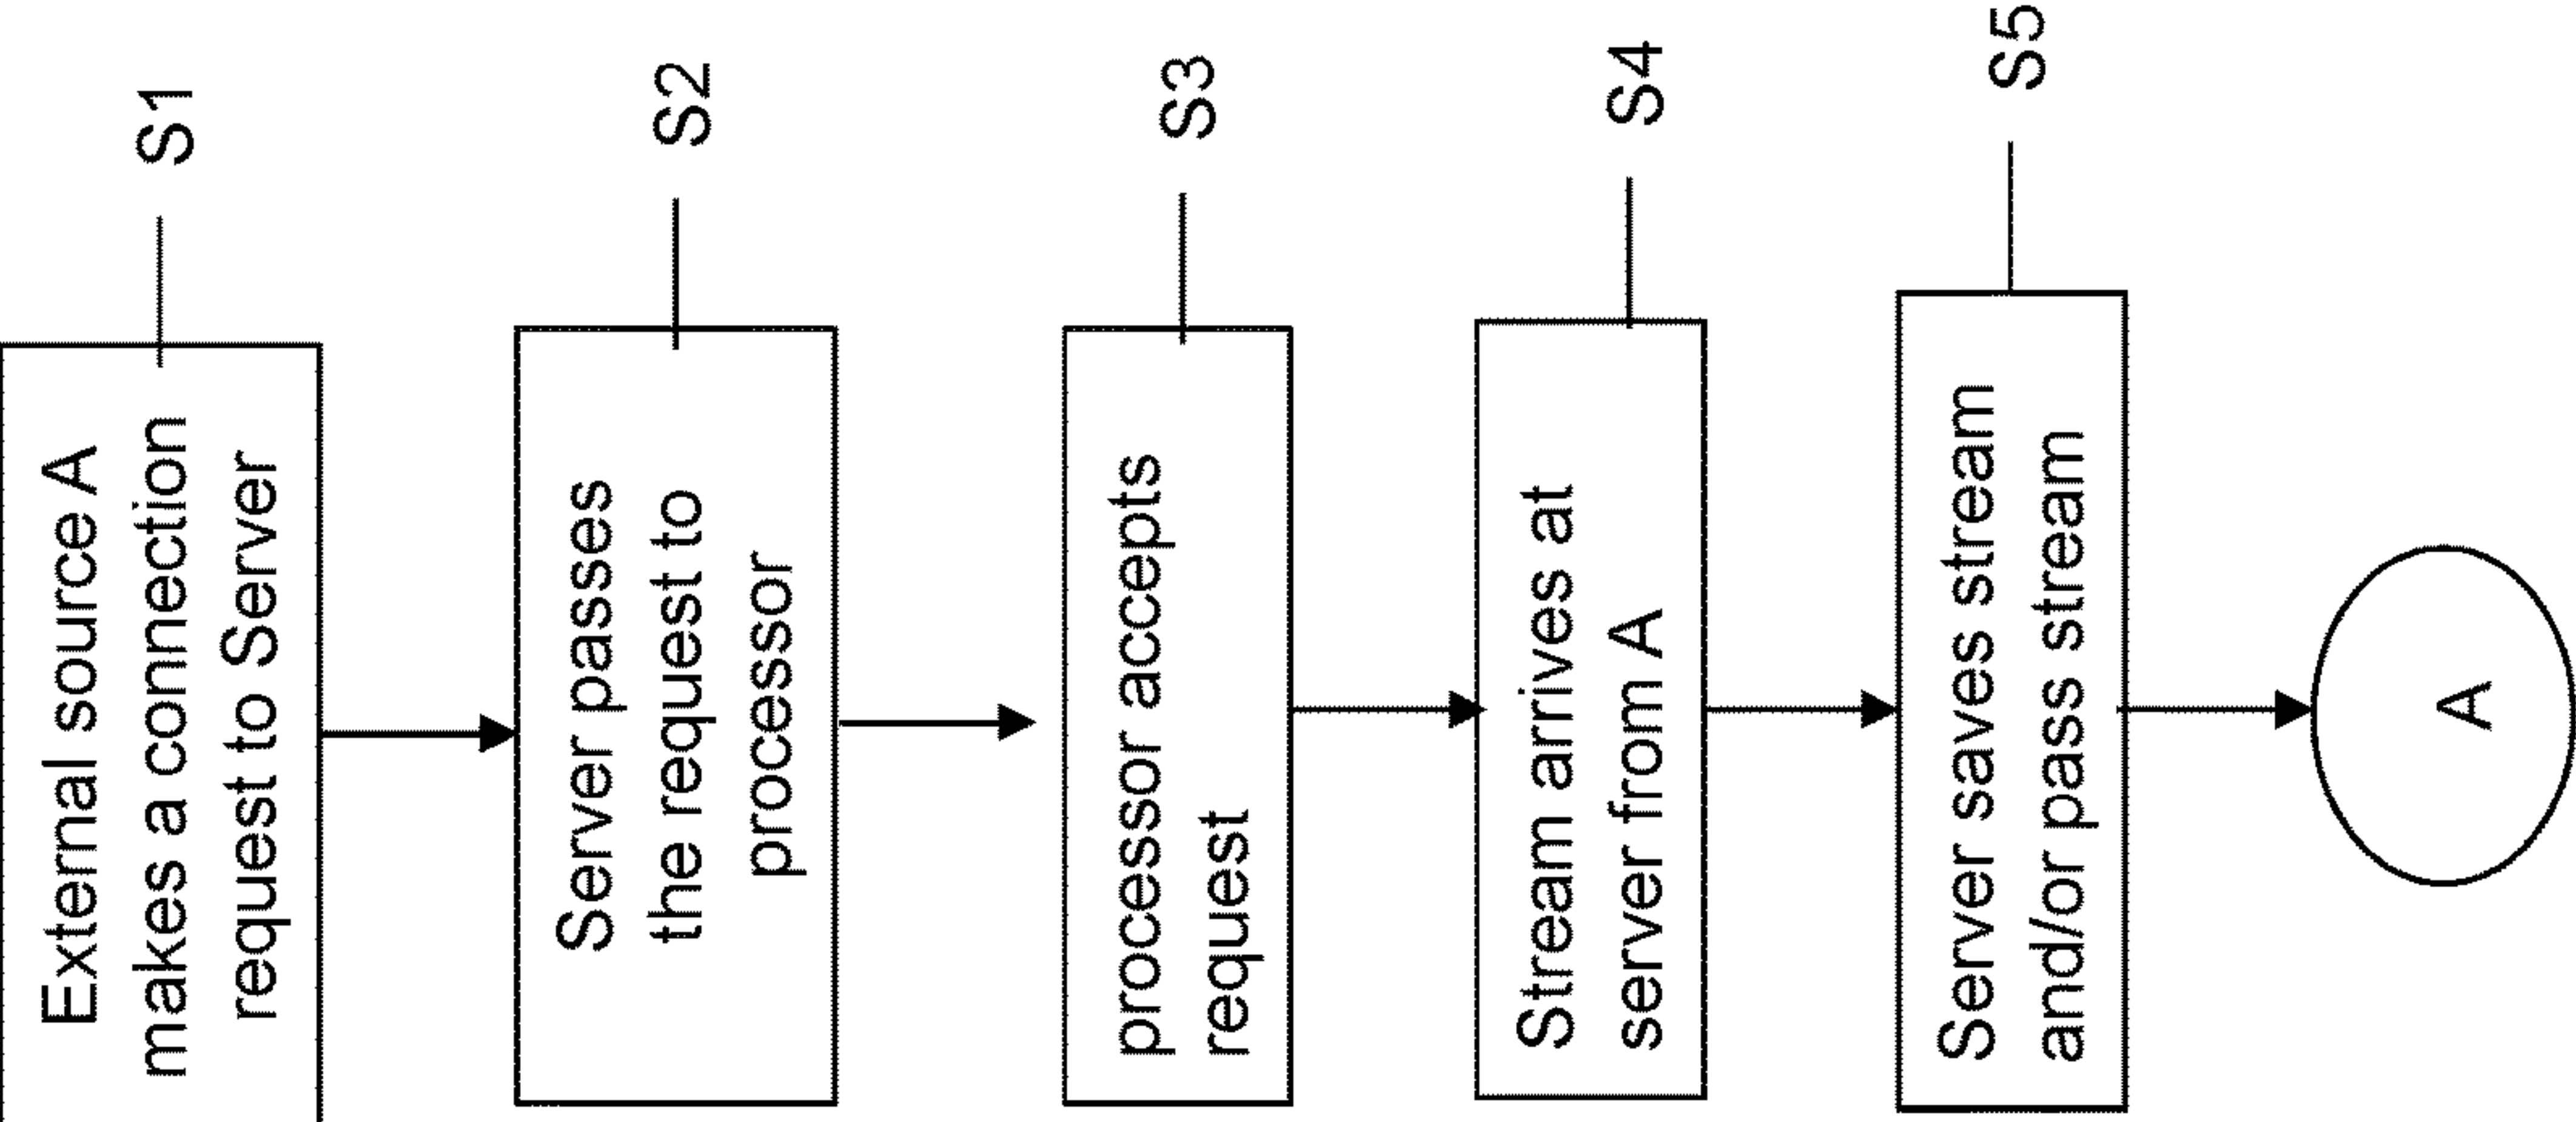 External source A
makes a connection
request to Server
S1
Server passes
the request to
processor
S2
processor accepts
request
S3
Stream arrives at
server from A
S4
Server saves stream
and/or pass stream
S5
A